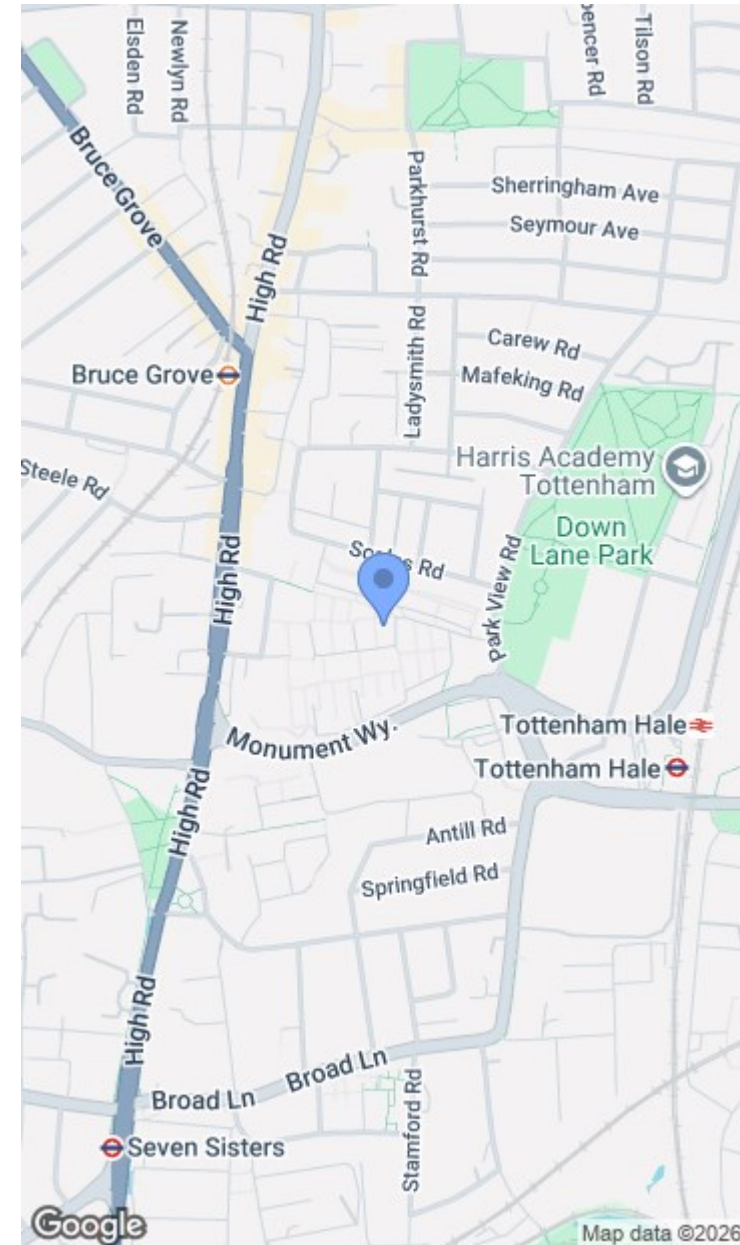 Elsden Rd
Newlyn Rd
pencer Rd
Tilson Rd
Bruce Grove
High Rd
Parkhurst Rd
Sherringham Ave
Seymour Ave
Ladysmith Rd
Carew Rd
Mafeking Rd
Bruce Grove
Steele Rd
Harris Academy
Tottenham
Down
Lane Park
High Rd
Park View Rd
Monument Wy.
Tottenham Hale
Tottenham Hale
High Rd
Antill Rd
Springfield Rd
High Rd
Broad Ln
Broad Ln
Stamford Rd
Seven Sisters
Google
Map data ©2026